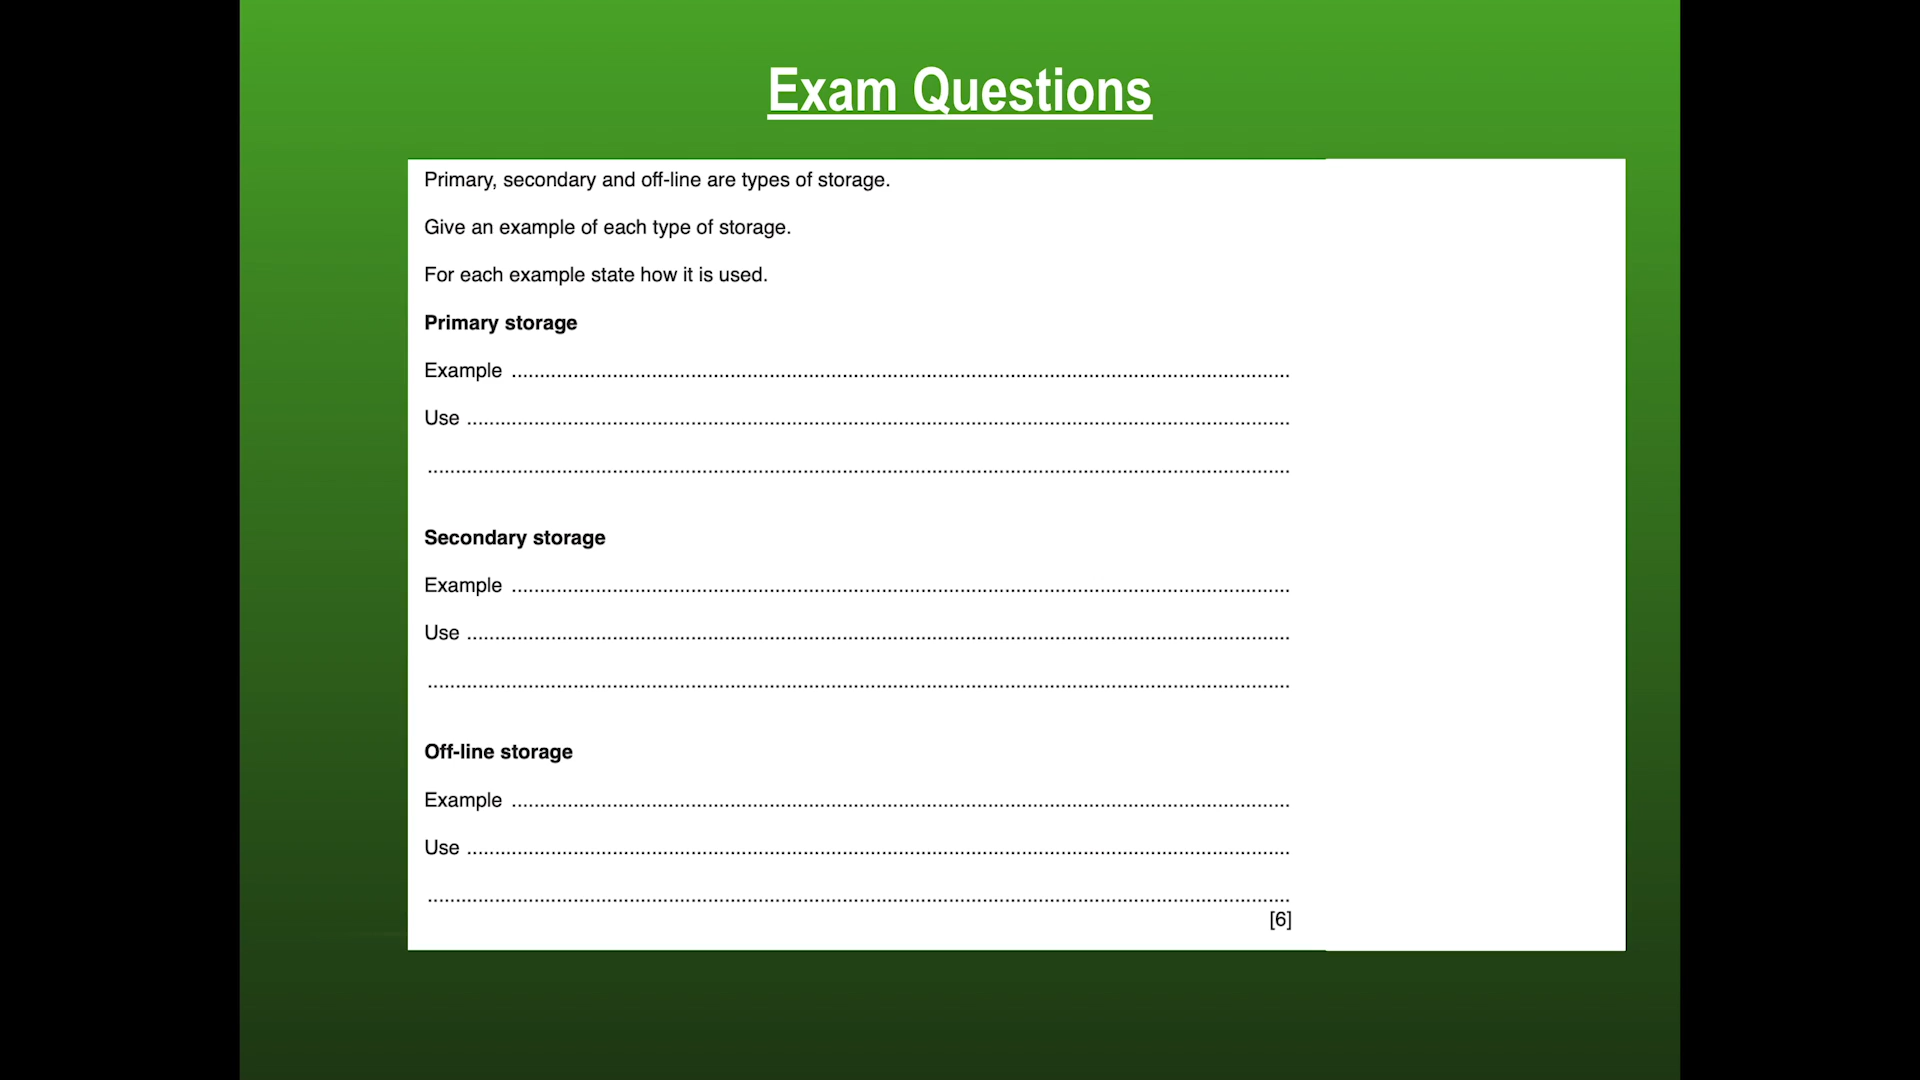 Exam Questions
Primary, secondary and off-line are types of storage.
Give an example of each type of storage.
For each example state how it is used.
Primary storage
Example ..........................................................................................................................................
Use ..................................................................................................................................................
..........................................................................................................................................................
Secondary storage
Example ..........................................................................................................................................
Use ..................................................................................................................................................
..........................................................................................................................................................
Off-line storage
Example ..........................................................................................................................................
Use ..................................................................................................................................................
..........................................................................................................................................................
[6]